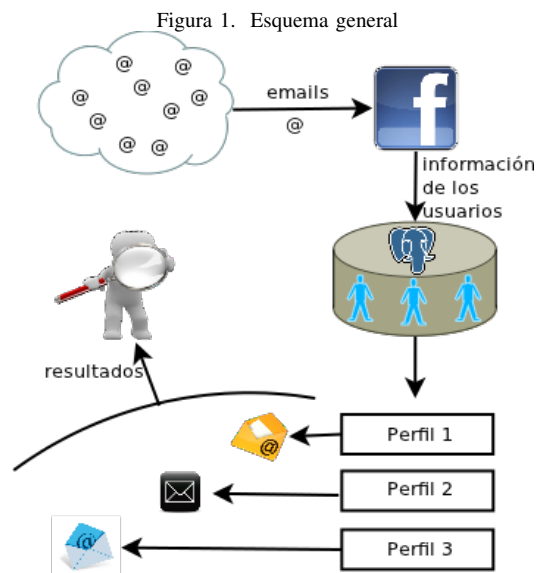 Figura 1. Esquema general
@ @
@ @ @
@ @
@ @ @
emails
@
f
información
de los
usuarios
resultados
@
Perfil 1
Perfil 2
@
Perfil 3